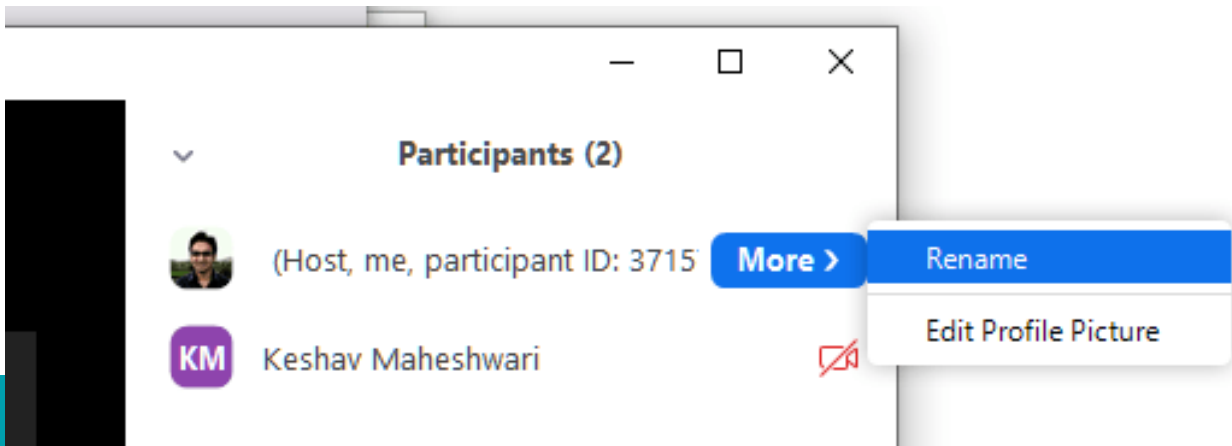 Participants (2)
(Host, me, participant ID: 3715
More >
Rename
Edit Profile Picture
KM
Keshav Maheshwari